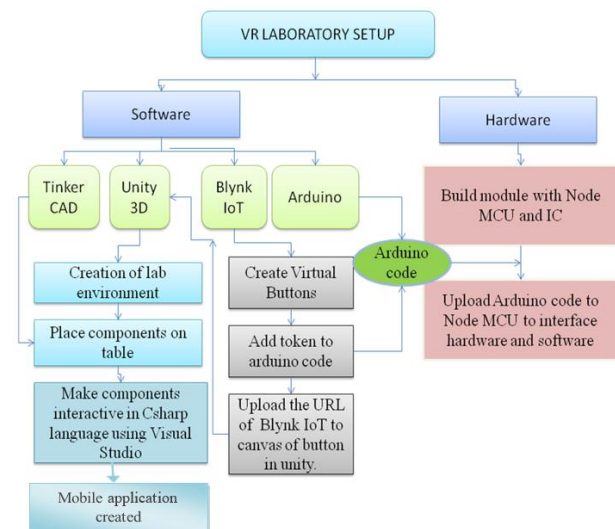 VR LABORATORY SETUP
Software
Hardware
Tinker
CAD
Unity
3D
Blynk
IoT
Arduino
Build module with Node
MCU and IC
Creation of lab
environment
Create Virtual
Buttons
Arduino
code
Place components on
table
Add token to
arduino code
Upload Arduino code to
Node MCU to interface
hardware and software
Make components
interactive in Csharp
language using Visual
Studio
Upload the URL
of Blynk IoT to
canvas of button
in unity.
Mobile application
created